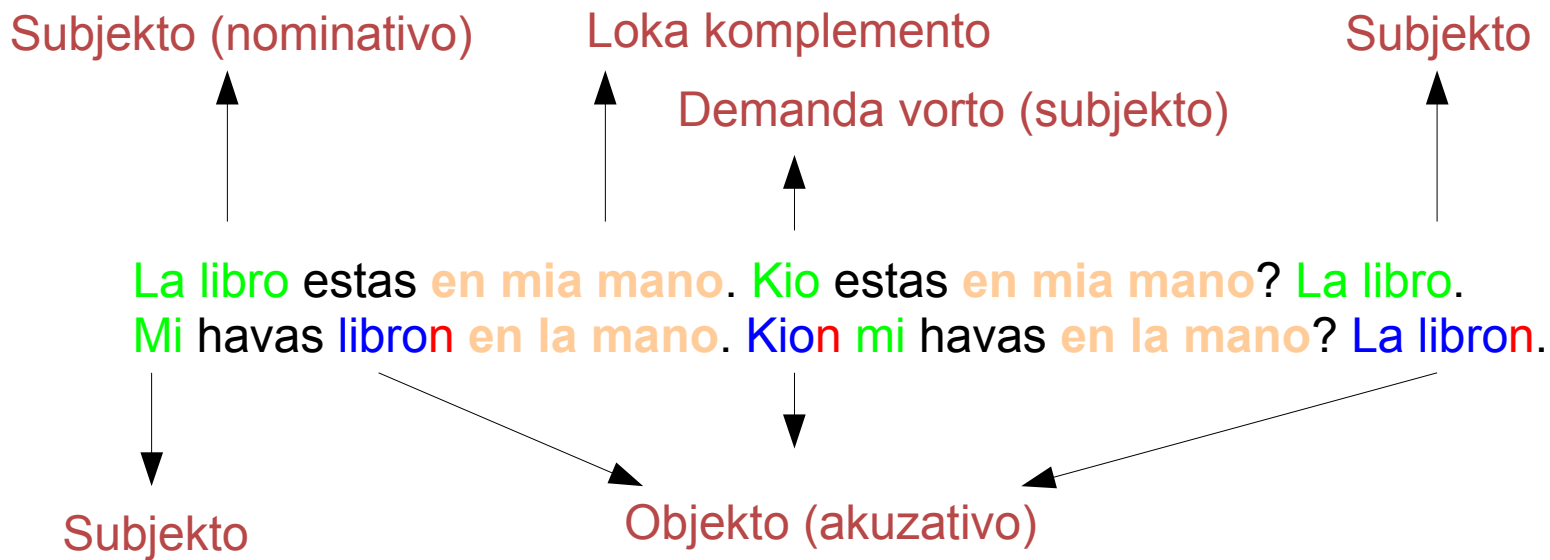 Subjekto (nominativo)
Loka komplemento
Subjekto
Demanda vorto (subjekto)
La libro estas en mia mano. Kio estas en mia mano? La libro.
Mi havas libron en la mano. Kion mi havas en la mano? La libron.
Subjekto
Objekto (akuzativo)